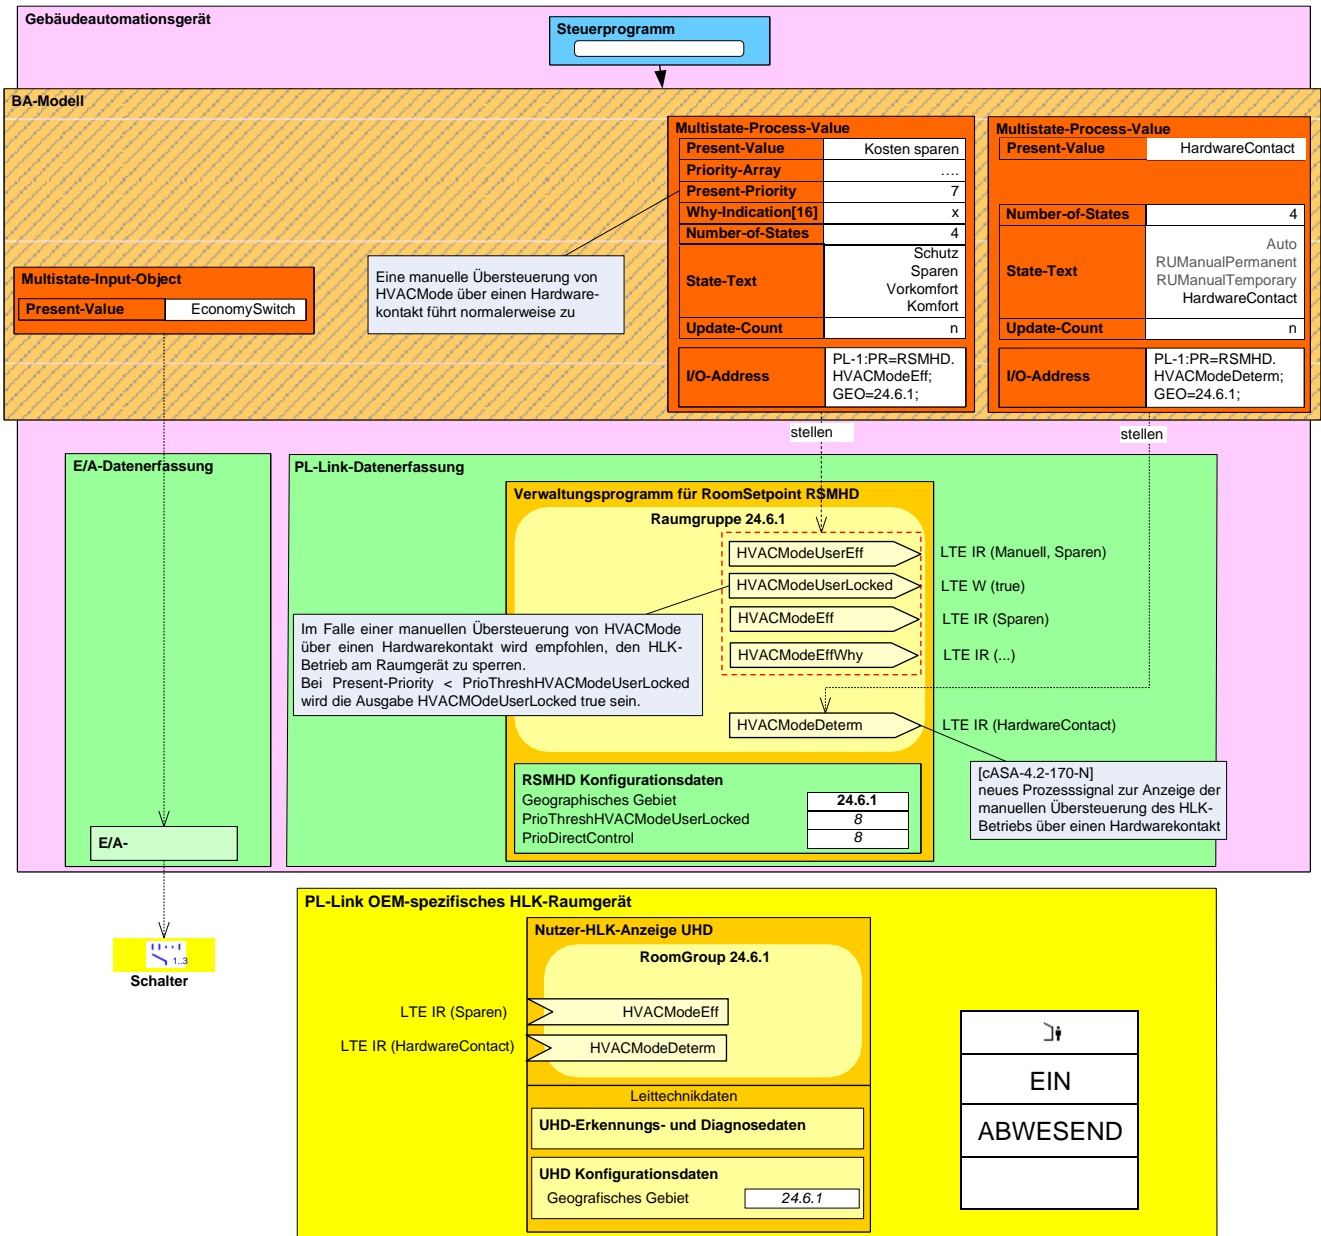 Gebäudeautomationsgerät
Steuerprogramm
BA-Modell
Multistate-Process-Value
Present-Value Kosten sparen
Priority-Array ....
Present-Priority 7
Why-Indication[16] x
Number-of-States 4
State-Text
Schutz
Sparen
Vorkomfort
Komfort
Update-Count n
I/O-Address
PL-1:PR=RSMHD.
HVACModeEff;
GEO=24.6.1;
Multistate-Process-Value
Present-Value HardwareContact
Number-of-States 4
State-Text
Auto
RUManualPermanent
RUManualTemporary
HardwareContact
Update-Count n
I/O-Address
PL-1:PR=RSMHD.
HVACModeDeterm;
GEO=24.6.1;
Multistate-Input-Object
Present-Value EconomySwitch
Eine manuelle Übersteuerung von
HVACMode über einen Hardware-
kontakt führt normalerweise zu
stellen
stellen
E/A-Datenerfassung
PL-Link-Datenerfassung
Verwaltungsprogramm für RoomSetpoint RSMHD
Raumgruppe 24.6.1
HVACModeUserEff LTE IR (Manuell, Sparen)
HVACModeUserLocked LTE W (true)
HVACModeEff LTE IR (Sparen)
HVACModeEffWhy LTE IR (...)
HVACModeDeterm LTE IR (HardwareContact)
Im Falle einer manuellen Übersteuerung von HVACMode
über einen Hardwarekontakt wird empfohlen, den HLK-
Betrieb am Raumgerät zu sperren.
Bei Present-Priority < PrioThreshHVACModeUserLocked
wird die Ausgabe HVACMOdeUserLocked true sein.
[cASA-4.2-170-N]
neues Prozesssignal zur Anzeige der
manuellen Übersteuerung des HLK-
Betriebs über einen Hardwarekontakt
RSMHD Konfigurationsdaten
Geographisches Gebiet 24.6.1
PrioThreshHVACModeUserLocked 8
PrioDirectControl 8
E/A-
1..3
Schalter
PL-Link OEM-spezifisches HLK-Raumgerät
Nutzer-HLK-Anzeige UHD
RoomGroup 24.6.1
LTE IR (Sparen) HVACModeEff
LTE IR (HardwareContact) HVACModeDeterm
Leittechnikdaten
UHD-Erkennungs- und Diagnosedaten
UHD Konfigurationsdaten
Geografisches Gebiet 24.6.1
EIN
ABWESEND